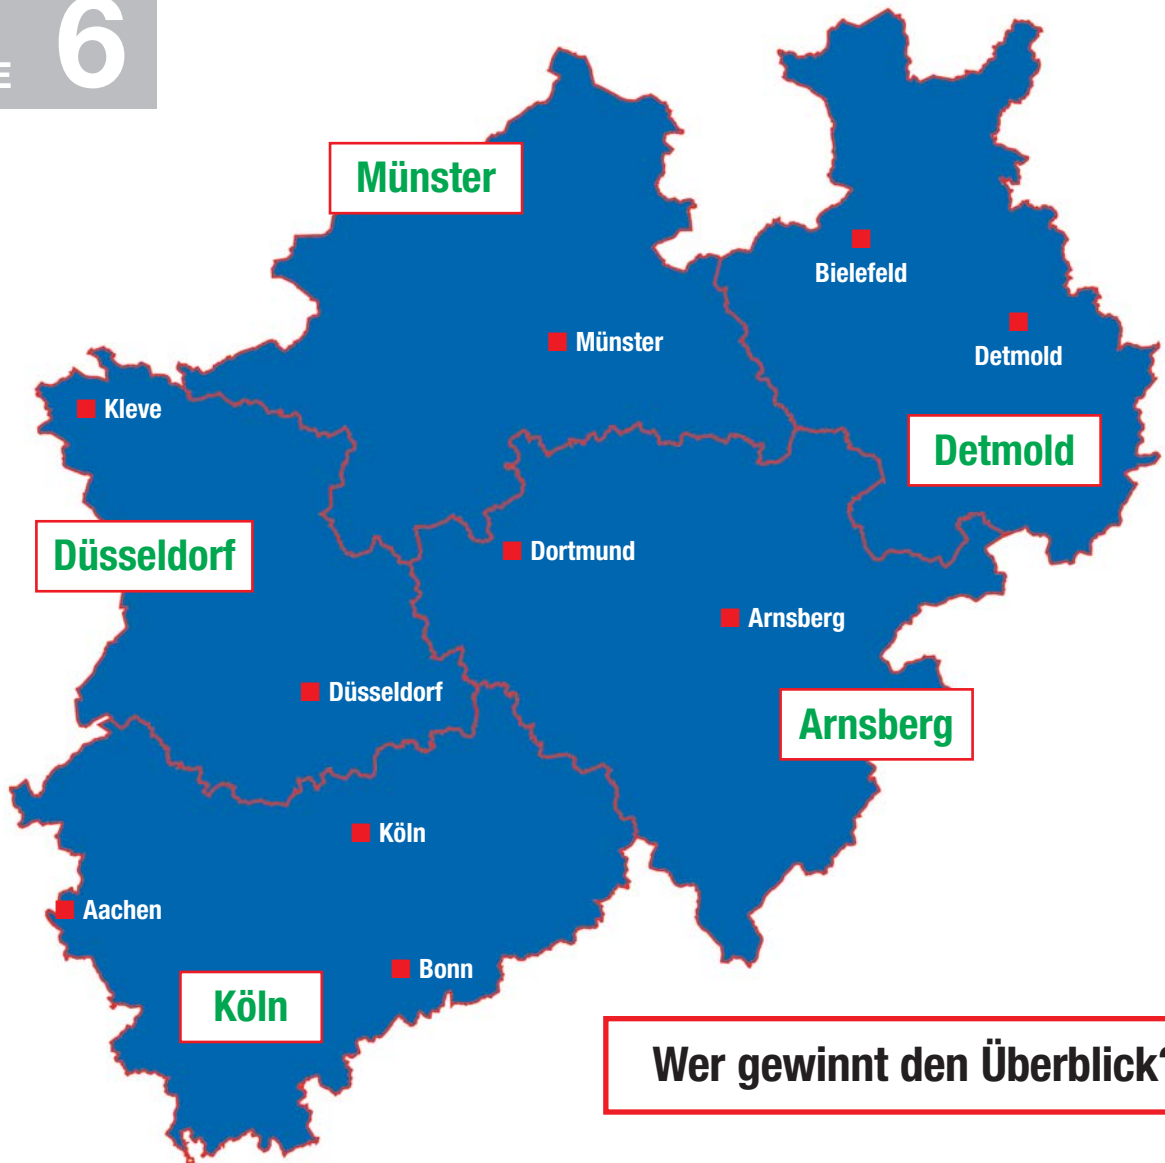 E 6
Münster
Bielefeld
Münster
Detmold
Kleve
Detmold
Düsseldorf
Dortmund
Arnsberg
Düsseldorf
Arnsberg
Köln
Aachen
Bonn
Köln
Wer gewinnt den Überblick?